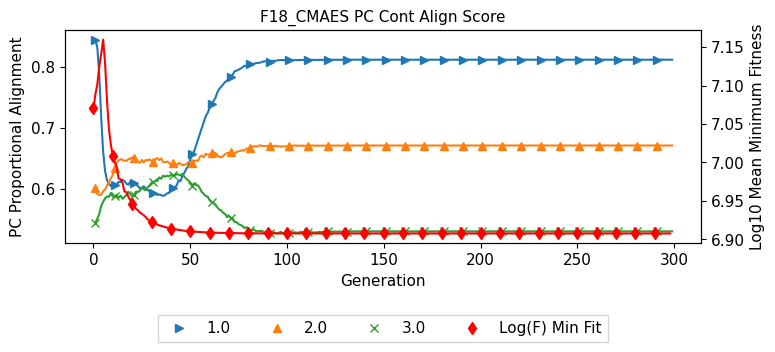 F18_CMAES PC Cont Align Score
PC Proportional Alignment
0.8
0.7
0.6
7.15
7.10
7.05
7.00
6.95
6.90
Log10 Mean Minimum Fitness
0 50 100 150 200 250 300
Generation
1.0 2.0 3.0 Log(F) Min Fit